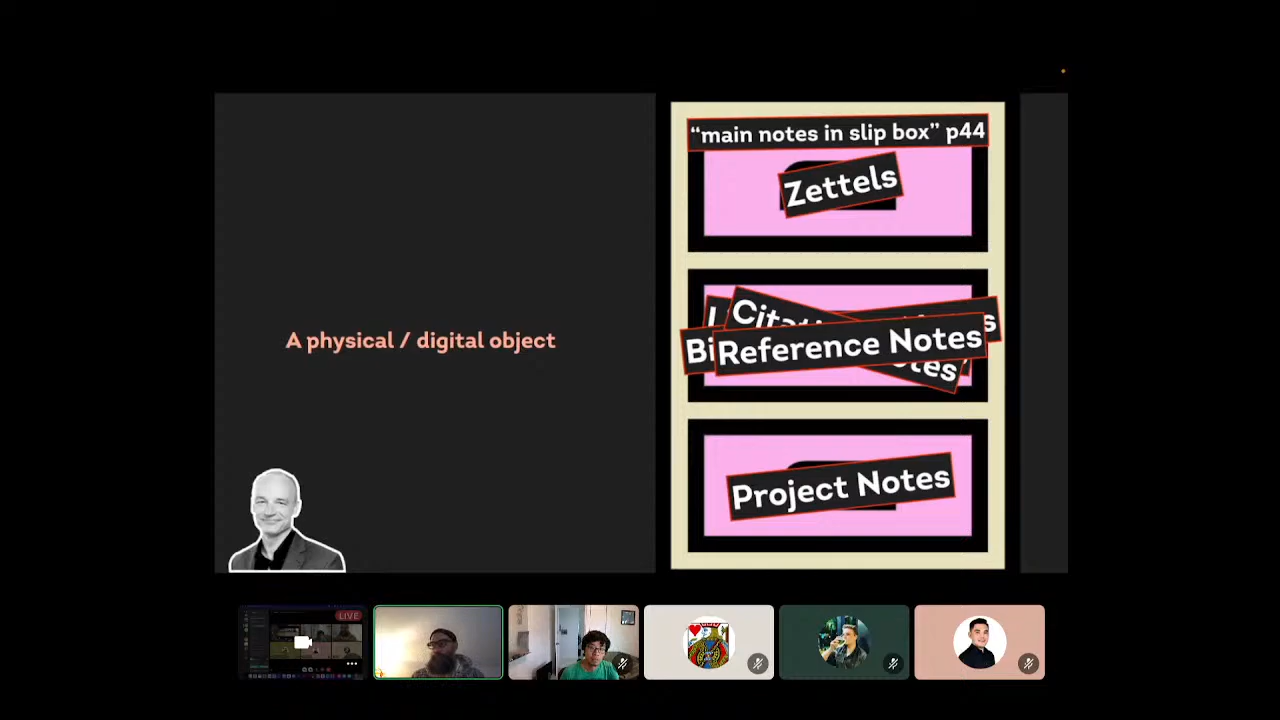 A physical / digital object
“main notes in slip box” p44
Zettels
Reference Notes
Project Notes
LIVE